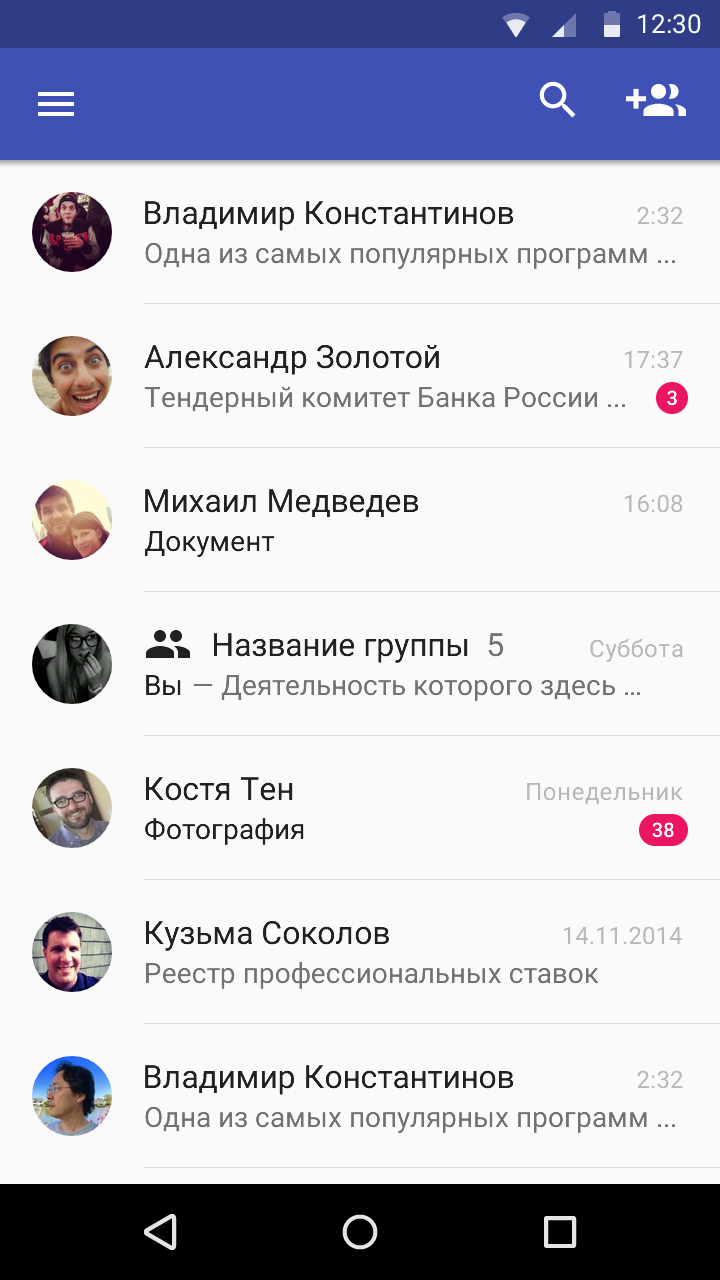 12:30
Владимир Константинов 2:32
Одна из самых популярных программ ...
Александр Золотой 17:37
Тендерный комитет Банка России ... 3
Михаил Медведев 16:08
Документ
Название группы 5 Суббота
Вы — Деятельность которого здесь ...
Костя Тен Понедельник
Фотография 38
Кузьма Соколов 14.11.2014
Реестр профессиональных ставок
Владимир Константинов 2:32
Одна из самых популярных программ ...